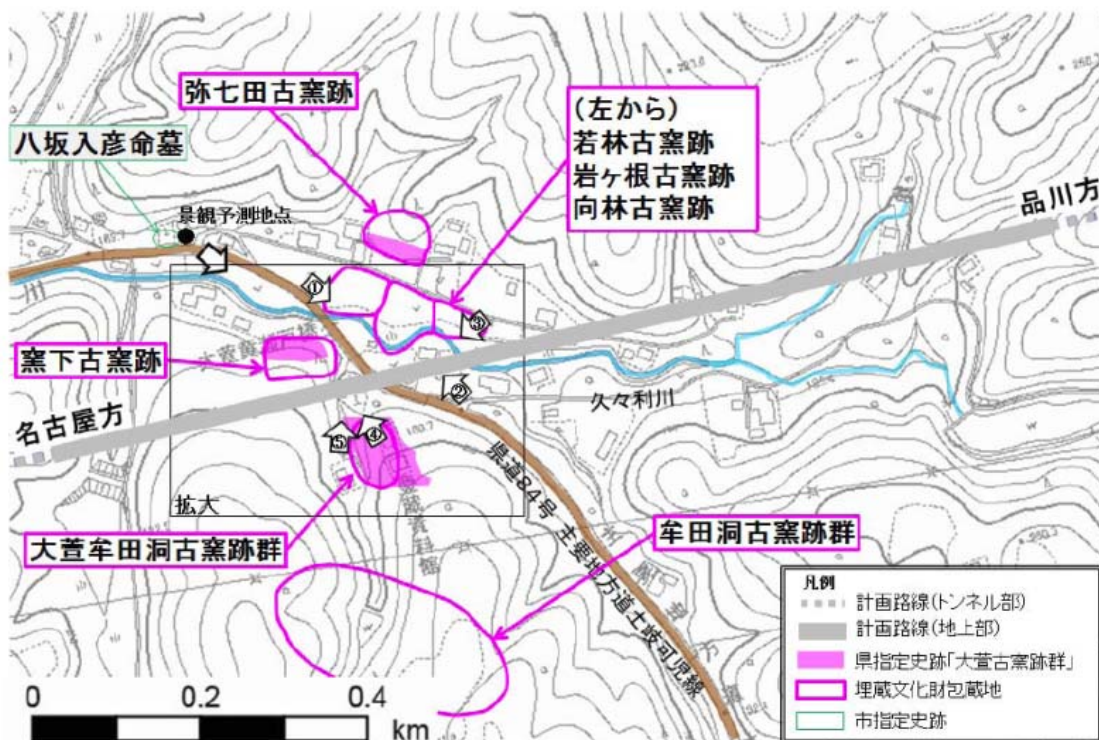 弥七田古窯跡
(左から)
若林古窯跡
岩ヶ根古窯跡
向林古窯跡
八坂入彦命墓
景観予測地点
品川方
①
③
窯下古窯跡
②
久々利川
名古屋方
⑤
④
拡大
県道84号 主要地方道土岐可児線
大萱牟田洞古窯跡群
牟田洞古窯跡群
凡例
計画路線(トンネル部)
計画路線(地上部)
県指定史跡「大萱古窯跡群」
埋蔵文化財包蔵地
市指定史跡
0 0.2 0.4
km